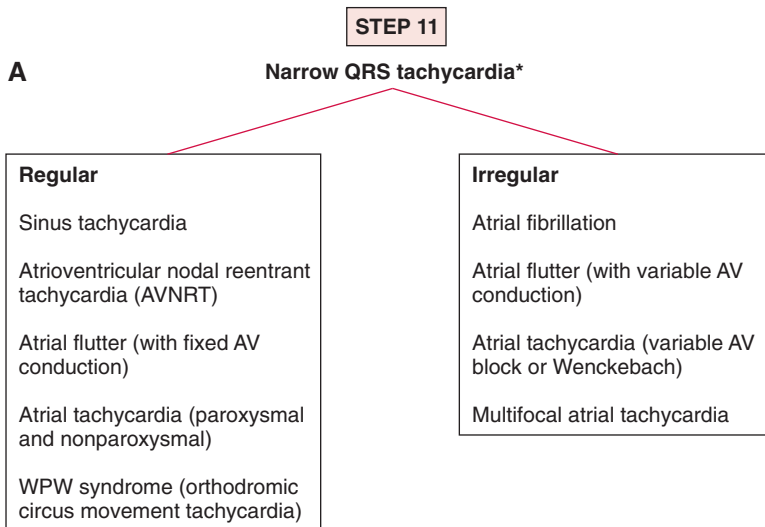 STEP 11
A
Narrow QRS tachycardia*
Regular
Sinus tachycardia
Atrioventricular nodal reentrant
tachycardia (AVNRT)
Atrial flutter (with fixed AV
conduction)
Atrial tachycardia (paroxysmal
and nonparoxysmal)
WPW syndrome (orthodromic
circus movement tachycardia)
Irregular
Atrial fibrillation
Atrial flutter (with variable AV
conduction)
Atrial tachycardia (variable AV
block or Wenckebach)
Multifocal atrial tachycardia